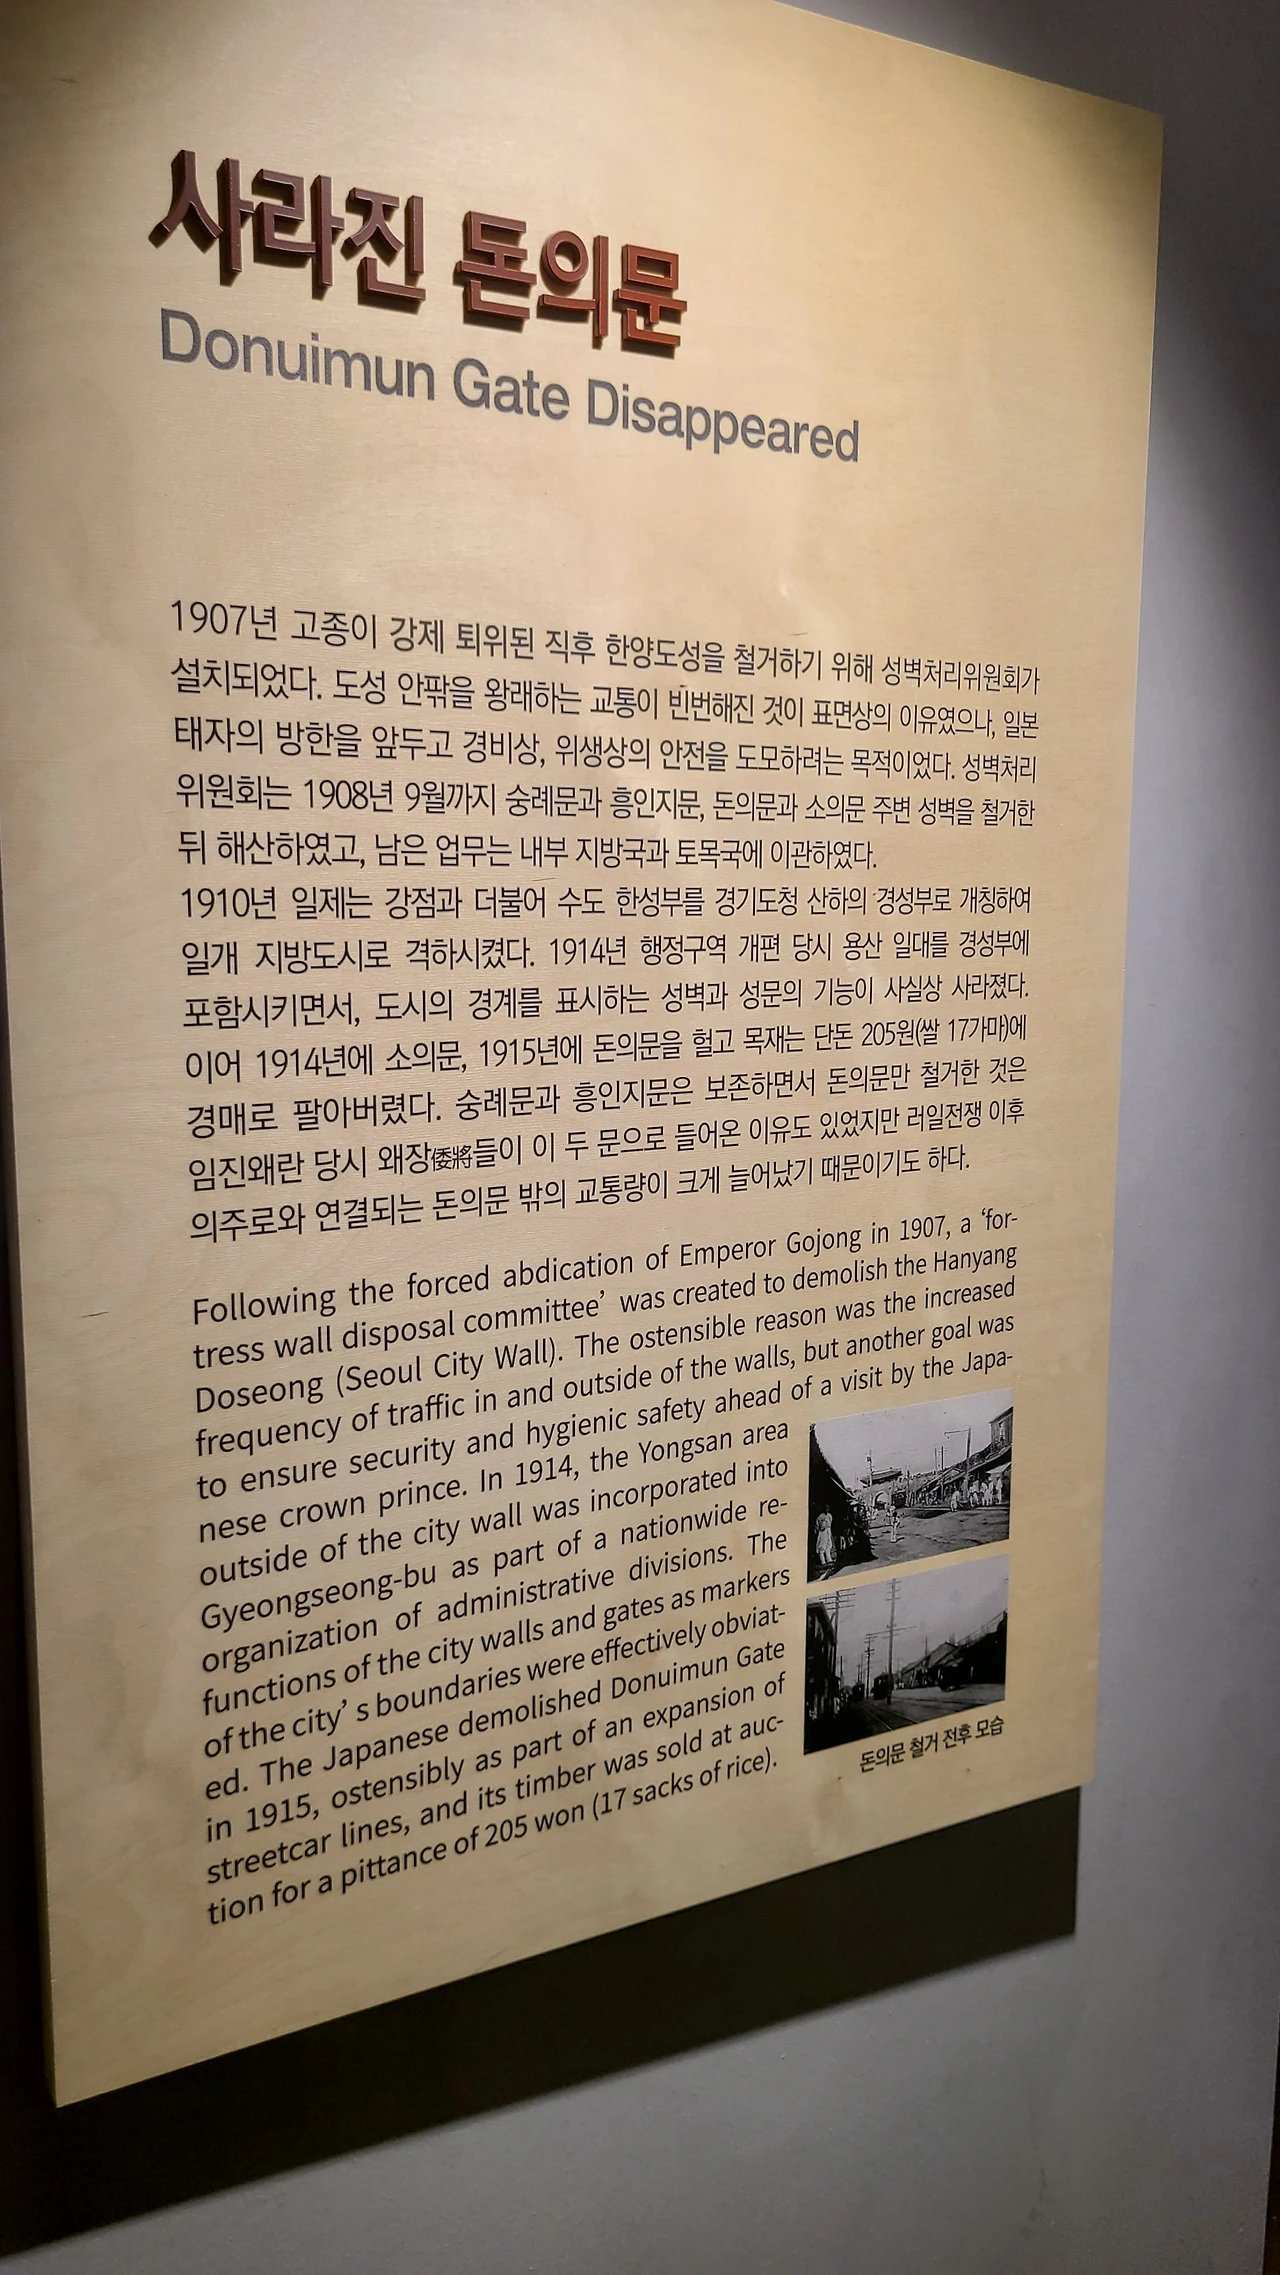 사라진 돈의문
Donuimun Gate Disappeared
1907년 고종이 강제 퇴위된 직후 한양도성을 철거하기 위해 성벽처리위원회가
설치되었다. 도성 안팎을 왕래하는 교통이 빈번해진 것이 표면상의 이유였으나, 일본
태자의 방한을 앞두고 경비상, 위생상의 안전을 도모하려는 목적이었다. 성벽처리
위원회는 1908년 9월까지 숭례문과 흥인지문, 돈의문과 소의문 주변 성벽을 철거한
뒤 해산하였고, 남은 업무는 내부 지방국과 토목국에 이관하였다.
1910년 일제는 강점과 더불어 수도 한성부를 경기도청 산하의 경성부로 개칭하여
일개 지방도시로 격하시켰다. 1914년 행정구역 개편 당시 용산 일대를 경성부에
포함시키면서, 도시의 경계를 표시하는 성벽과 성문의 기능이 사실상 사라졌다.
이어 1914년에 소의문, 1915년에 돈의문을 헐고 목재는 단돈 205원(쌀 17가마)에
경매로 팔아버렸다. 숭례문과 흥인지문은 보존하면서 돈의문만 철거한 것은
임진왜란 당시 왜장倭將들이 이 두 문으로 들어온 이유도 있었지만 러일전쟁 이후
의주로와 연결되는 돈의문 밖의 교통량이 크게 늘어났기 때문이기도 하다.
Following the forced abdication of Emperor Gojong in 1907, a ‘for-
tress wall disposal committee’ was created to demolish the Hanyang
Doseong (Seoul City Wall). The ostensible reason was the increased
frequency of traffic in and outside of the walls, but another goal was
to ensure security and hygienic safety ahead of a visit by the Japa-
nese crown prince. In 1914, the Yongsan area
outside of the city wall was incorporated into
Gyeongseong-bu as part of a nationwide re-
organization of administrative divisions. The
functions of the city walls and gates as markers
of the city’ s boundaries were effectively obviat-
ed. The Japanese demolished Donuimun Gate
in 1915, ostensibly as part of an expansion of
streetcar lines, and its timber was sold at auc-
tion for a pittance of 205 won (17 sacks of rice).
돈의문 철거 전후 모습